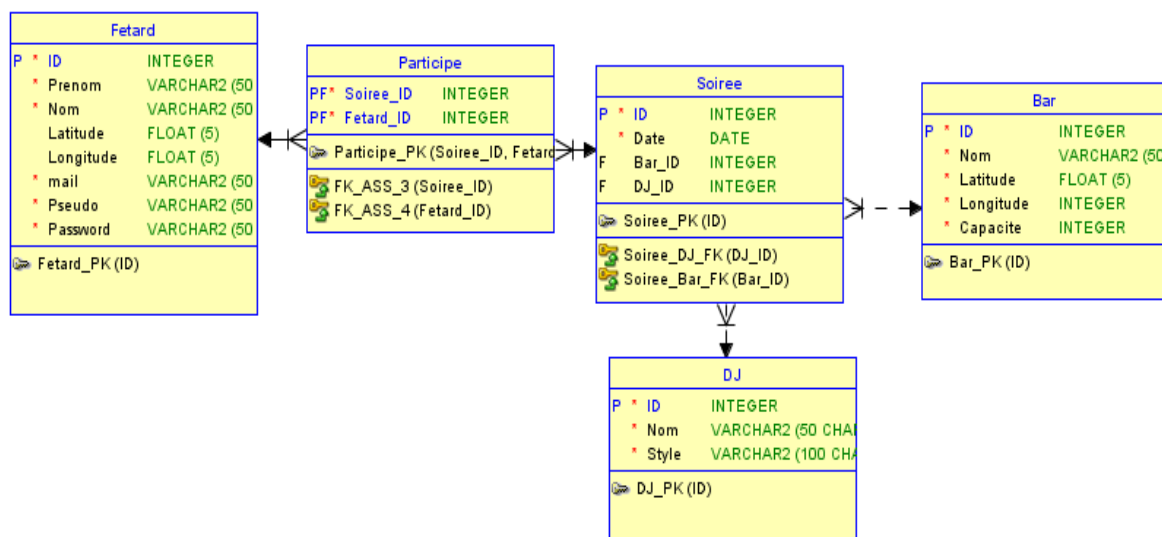 Fetard
P * ID INTEGER
* Prenom VARCHAR2 (50
* Nom VARCHAR2 (50
Latitude FLOAT (5)
Longitude FLOAT (5)
* mail VARCHAR2 (50
* Pseudo VARCHAR2 (50
* Password VARCHAR2 (50
Fetard_PK (ID)
Participe
PF* Soiree_ID INTEGER
PF* Fetard_ID INTEGER
Participe_PK (Soiree_ID, Fetard
FK_ASS_3 (Soiree_ID)
FK_ASS_4 (Fetard_ID)
Soiree
P * ID INTEGER
* Date DATE
F Bar_ID INTEGER
F DJ_ID INTEGER
Soiree_PK (ID)
Soiree_DJ_FK (DJ_ID)
Soiree_Bar_FK (Bar_ID)
Bar
P * ID INTEGER
* Nom VARCHAR2 (50
* Latitude FLOAT (5)
* Longitude INTEGER
* Capacite INTEGER
Bar_PK (ID)
DJ
P * ID INTEGER
* Nom VARCHAR2 (50 CHA
* Style VARCHAR2 (100 CHA
DJ_PK (ID)